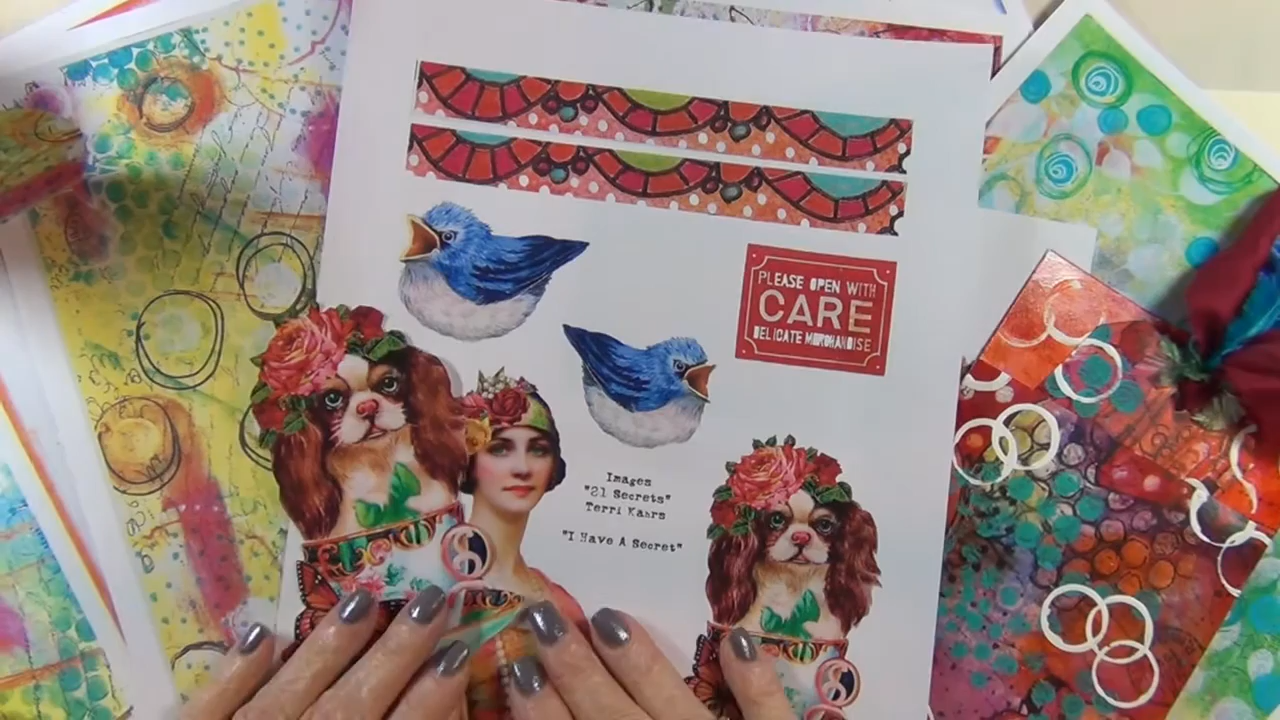 PLEASE OPEN WITH
CARE
DELICATE MERCHANDISE
Images
"21 Secrets"
Terri Kahrs
"I Have A Secret"